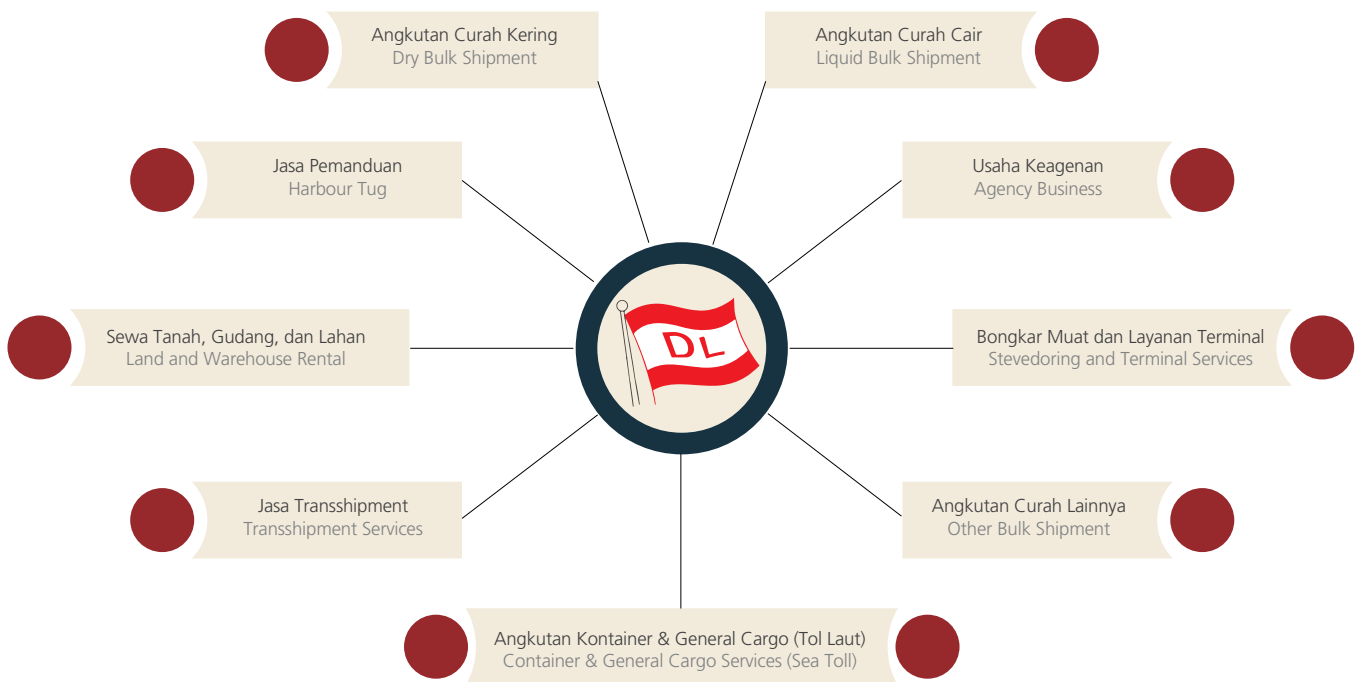 Angkutan Curah Kering
Dry Bulk Shipment
Angkutan Curah Cair
Liquid Bulk Shipment
Jasa Pemanduan
Harbour Tug
Usaha Keagenan
Agency Business
DL
Sewa Tanah, Gudang, dan Lahan
Land and Warehouse Rental
Bongkar Muat dan Layanan Terminal
Stevedoring and Terminal Services
Jasa Transshipment
Transshipment Services
Angkutan Curah Lainnya
Other Bulk Shipment
Angkutan Kontainer & General Cargo (Tol Laut)
Container & General Cargo Services (Sea Toll)